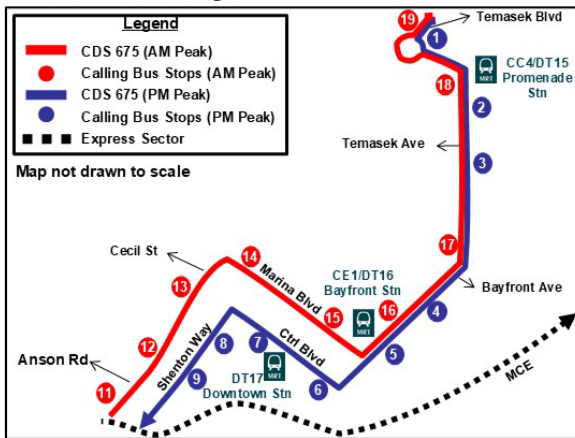 Legend
CDS 675 (AM Peak)
Calling Bus Stops (AM Peak)
CDS 675 (PM Peak)
Calling Bus Stops (PM Peak)
Express Sector
Map not drawn to scale
19
Temasek Blvd
1
18
MRT
CC4/DT15
Promenade
Stn
2
Temasek Ave
3
17
Cecil St
14
13
Marina Blvd
CE1/DT16
Bayfront Stn
MRT
15
16
Bayfront Ave
4
12
Shenton Way
8
7
Ctrl Blvd
5
Anson Rd
9
MRT
DT17
Downtown Stn
6
11
MCE